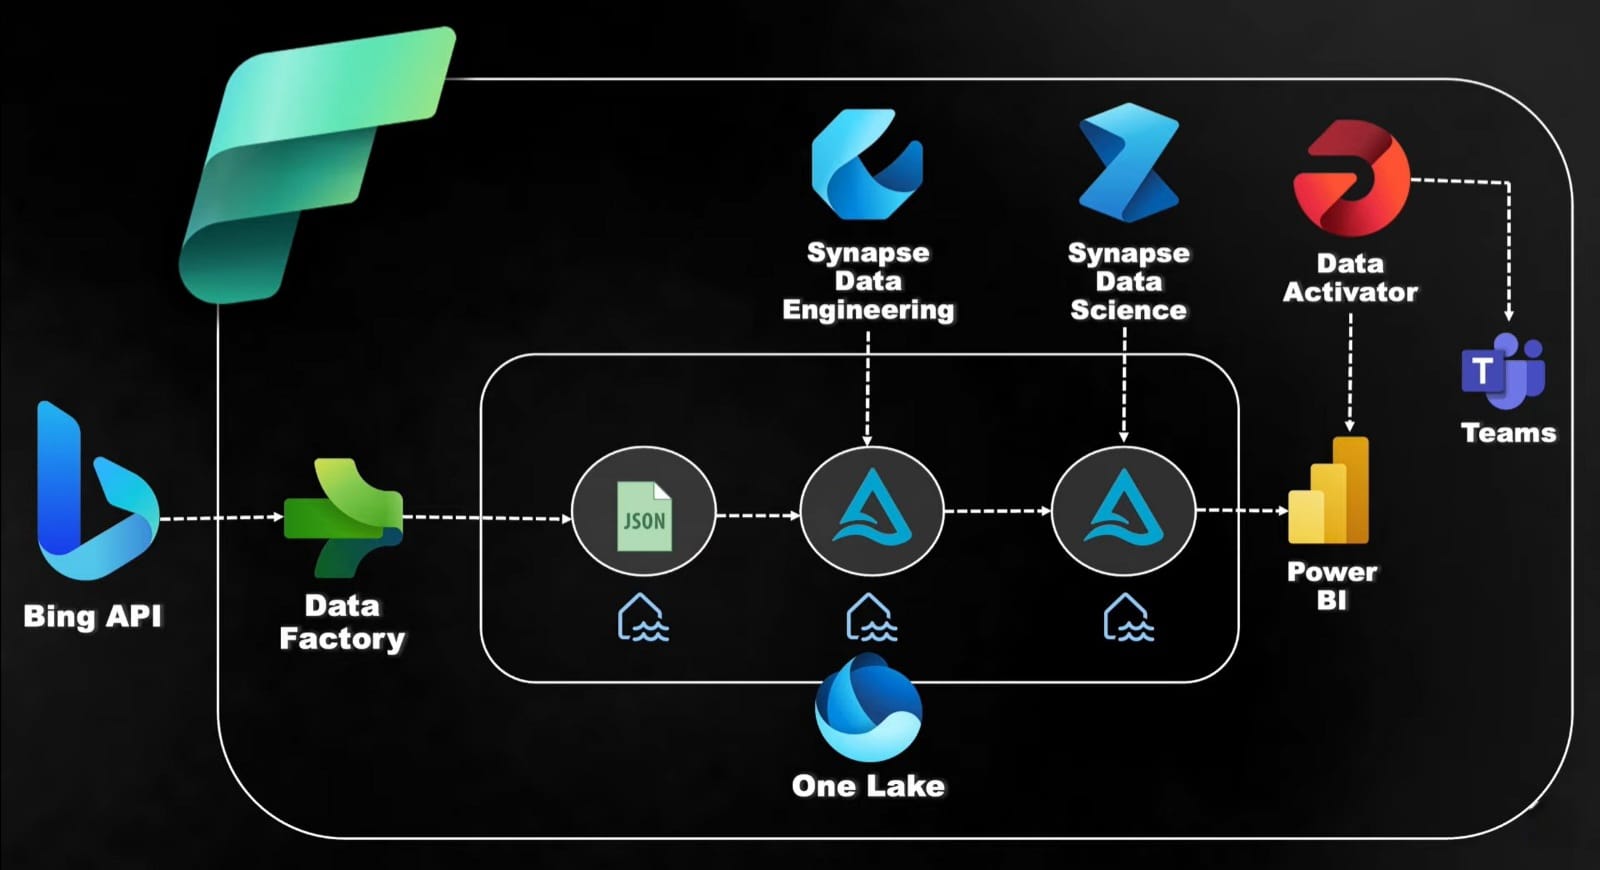 Synapse
Data
Engineering
Synapse
Data
Science
Data
Activator
T
Teams
JSON
Bing API
Data
Factory
Power
BI
One Lake